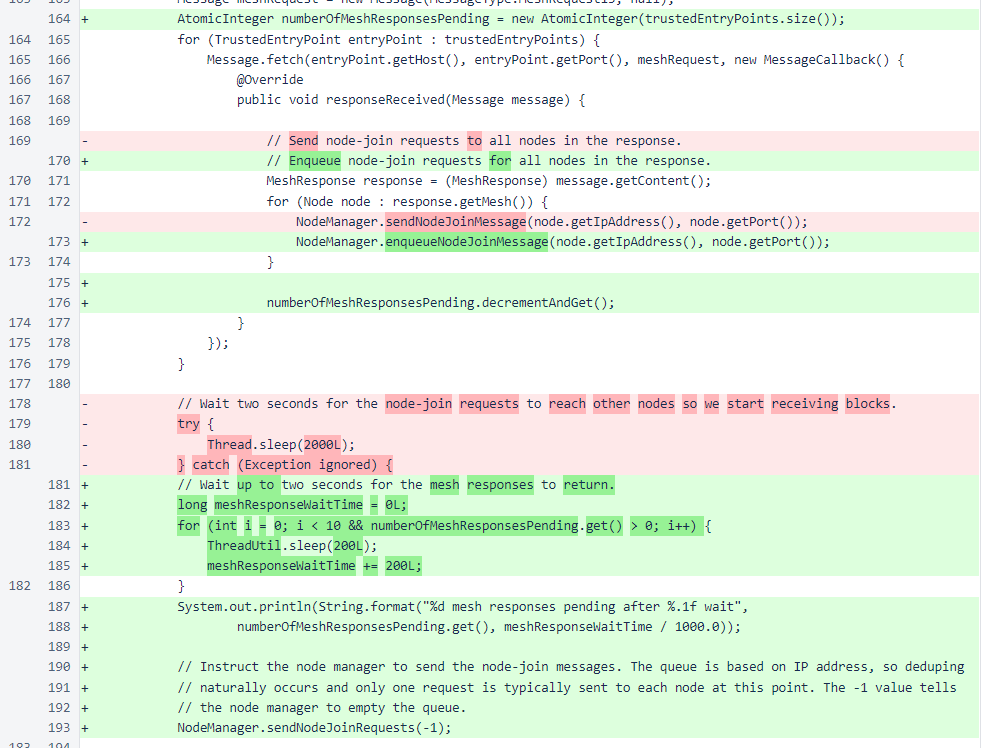 163 163 Message meshRequest = new Message(MessageType.MeshRequest15, null);
164 + AtomicInteger numberOfMeshResponsesPending = new AtomicInteger(trustedEntryPoints.size());
164 165 for (TrustedEntryPoint entryPoint : trustedEntryPoints) {
165 166 Message.fetch(entryPoint.getHost(), entryPoint.getPort(), meshRequest, new MessageCallback() {
166 167 @Override
167 168 public void responseReceived(Message message) {
168 169
169 - // Send node-join requests to all nodes in the response.
170 + // Enqueue node-join requests for all nodes in the response.
170 171 MeshResponse response = (MeshResponse) message.getContent();
171 172 for (Node node : response.getMesh()) {
172 - NodeManager.sendNodeJoinMessage(node.getIpAddress(), node.getPort());
173 + NodeManager.enqueueNodeJoinMessage(node.getIpAddress(), node.getPort());
173 174 }
175 +
176 + numberOfMeshResponsesPending.decrementAndGet();
174 177 }
175 178 });
176 179 }
177 180
178 - // Wait two seconds for the node-join requests to reach other nodes so we start receiving blocks.
179 - try {
180 - Thread.sleep(2000L);
181 - } catch (Exception ignored) {
181 + // Wait up to two seconds for the mesh responses to return.
182 + long meshResponseWaitTime = 0L;
183 + for (int i = 0; i < 10 && numberOfMeshResponsesPending.get() > 0; i++) {
184 + ThreadUtil.sleep(200L);
185 + meshResponseWaitTime += 200L;
182 186 }
187 + System.out.println(String.format("%d mesh responses pending after %.1f wait",
188 + numberOfMeshResponsesPending.get(), meshResponseWaitTime / 1000.0));
189 +
190 + // Instruct the node manager to send the node-join messages. The queue is based on IP address, so deduping
191 + // naturally occurs and only one request is typically sent to each node at this point. The -1 value tells
192 + // the node manager to empty the queue.
193 + NodeManager.sendNodeJoinRequests(-1);
183 194